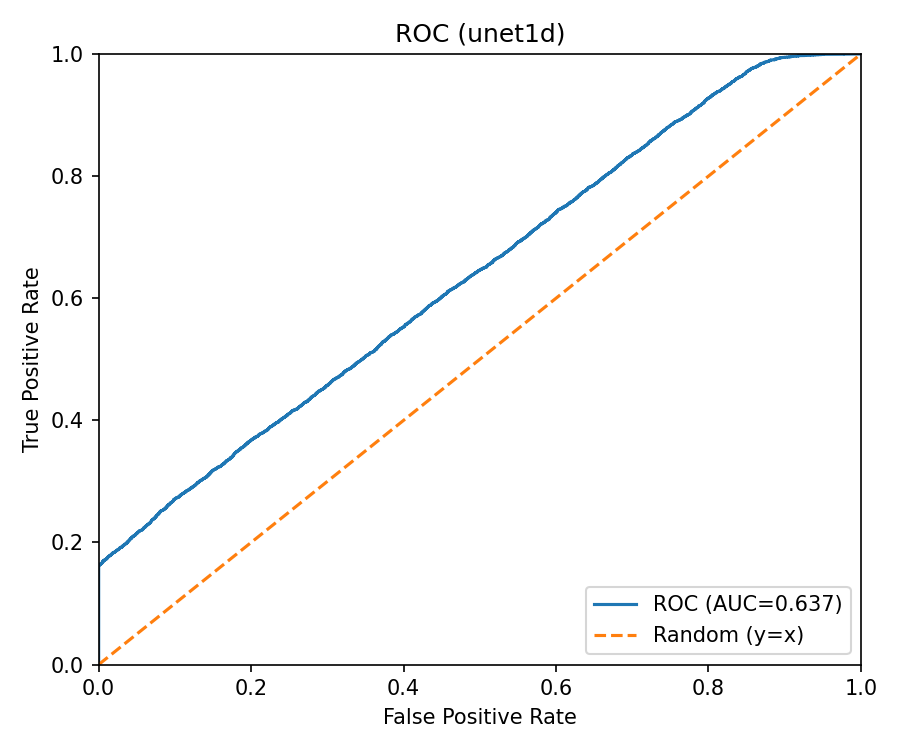 ROC (unet1d)
1.0
0.8
0.6
0.4
0.2
0.0
True Positive Rate
0.0 0.2 0.4 0.6 0.8 1.0
False Positive Rate
ROC (AUC=0.637)
Random (y=x)